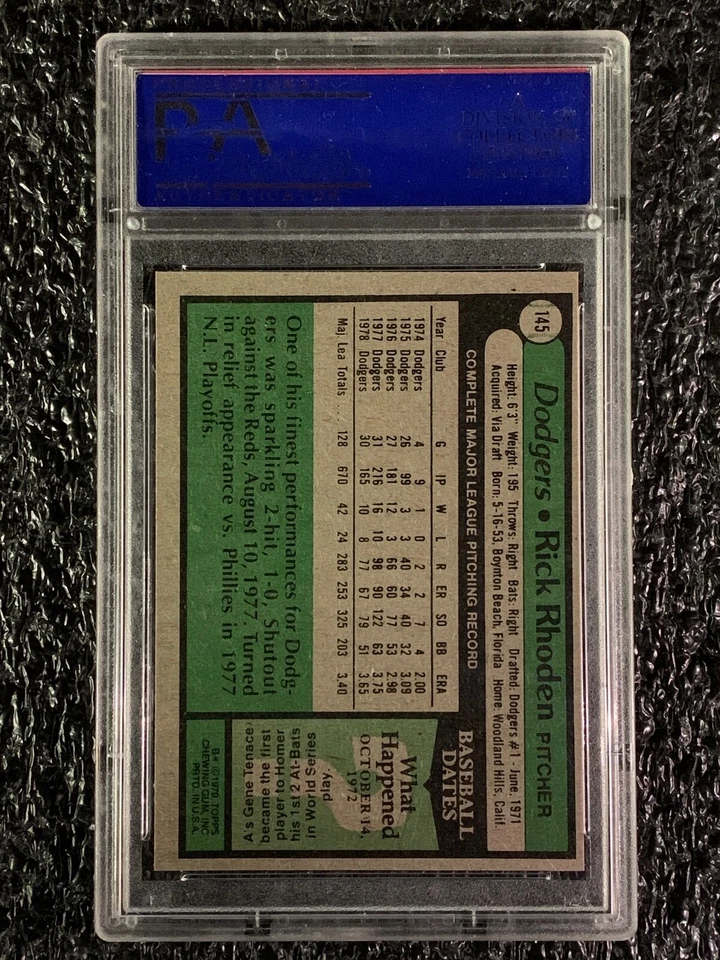 A
DIVISION OF
COLLECTORS
145
Dodgers • Rick Rhoden PITCHER
Height: 6'3" Weight: 195 Throws: Right Bats: Right Drafted: Dodgers #1 - June, 1971
Acquired: Via Draft Born: 5-16-53, Boynton Beach, Florida Home: Woodland Hills, Calif.
COMPLETE MAJOR LEAGUE PITCHING RECORD
Year Club G IP W L R ER SO BB ERA
1974 Dodgers 4 9 1 0 2 2 7 4 2.00
1975 Dodgers 26 99 3 3 40 34 40 32 3.09
1976 Dodgers 27 181 12 3 66 60 77 53 2.98
1977 Dodgers 31 216 16 10 98 90 122 63 3.75
1978 Dodgers 30 165 10 8 77 67 79 51 3.65
Maj. Lea Totals ... 128 670 42 24 283 253 325 203 3.40
One of his finest performances for Dodg-
ers was sparkling 2-hit, 1-0, Shutout
against the Reds, August 10, 1977. Turned
in relief appearance vs. Phillies in 1977
N.L. Playoffs.
BASEBALL
DATES
What
Happened
OCTOBER 14,
1972
A's Gene Tenace,
became the first
player to Homer
his 1st 2 At-Bats
in World Series
play.
B* ©1979 TOPPS
CHEWING GUM, INC.
PRTD. IN U.S.A.